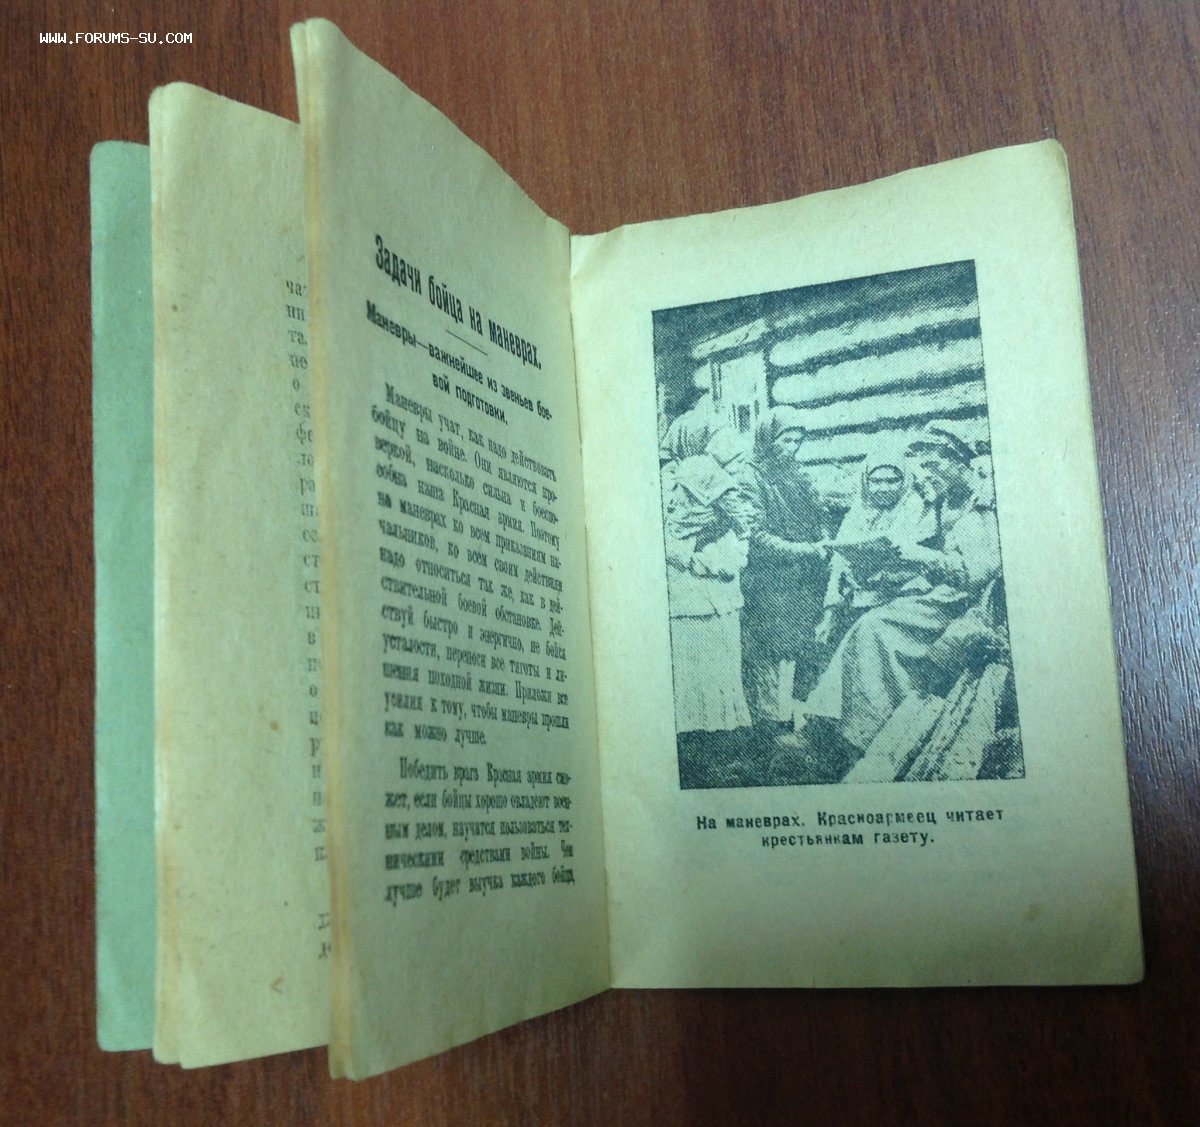 WWW.FORUMS-SU.COM
Задачи бойца на маневрах.
Маневры—важнейшее из звеньев бое-
вой подготовки.
Маневры учат, как надо действовать
бойцу на войне. Они являются про-
веркой, насколько сильна и боеспо-
собна наша Красная армия. Поэтому
на маневрах ко всем приказаниям на-
чальников, ко всем своим действиям
надо относиться так же, как в дей-
ствительной боевой обстановке. Дей-
ствуй быстро и энергично, не бойся
усталости, переноси все тяготы и ли-
шения походной жизни. Приложи все
усилия к тому, чтобы маневры прошли
как можно лучше.
Победить врага Красная армия смо-
жет, если бойцы хорошо овладеют воен-
ным делом, научатся пользоваться тех-
ническими средствами войны. Чем
лучше будет выучка каждого бойца,
На маневрах. Красноармеец читает
крестьянкам газету.